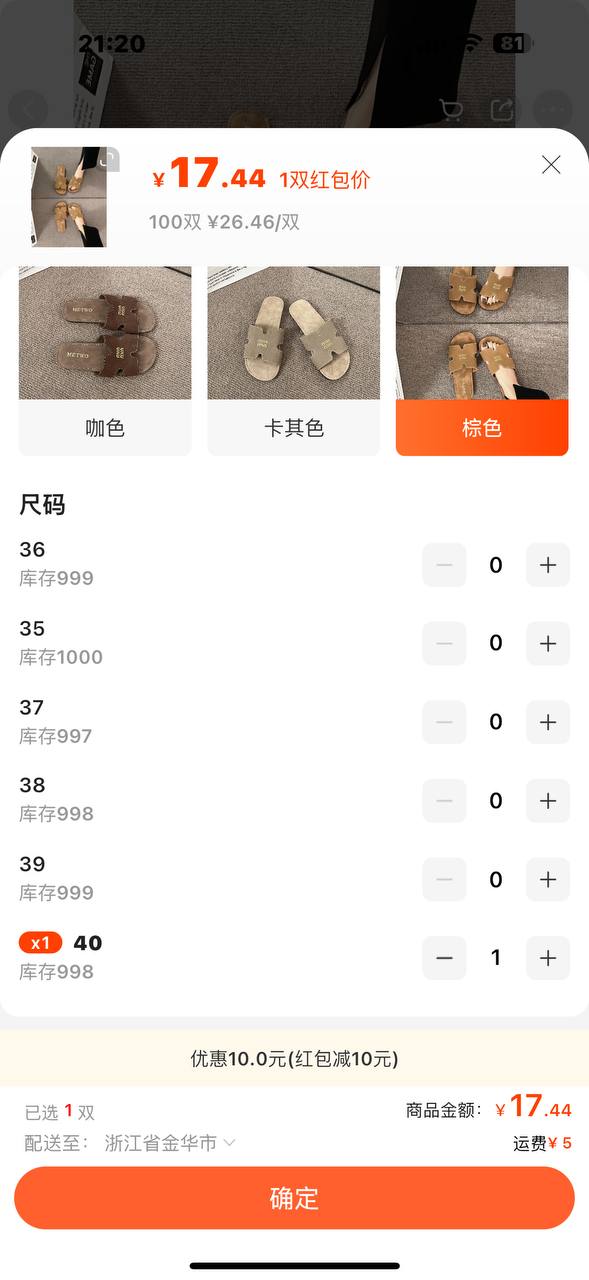 21:20
81
¥17.44 1双红包价
100双 ¥26.46/双
METRO
METRO
咖色
卡其色
棕色
尺码
36
库存999
0
35
库存1000
0
37
库存997
0
38
库存998
0
39
库存999
0
x1 40
库存998
1
优惠10.0元(红包减10元)
已选 1 双
商品金额: ¥17.44
配送至: 浙江省金华市
运费¥ 5
确定